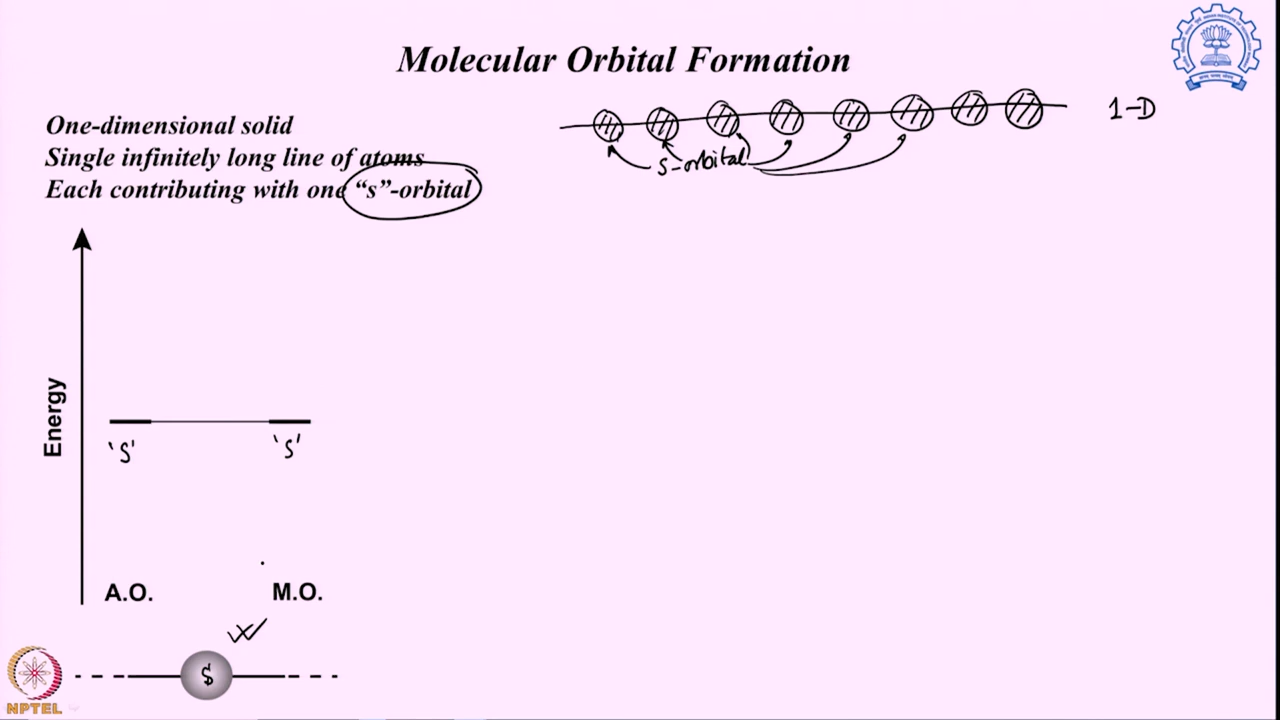 Molecular Orbital Formation
One-dimensional solid
Single infinitely long line of atoms
Each contributing with one “s”-orbital
1-D
s-orbital
Energy
's'
's'
A.O.
M.O.
NPTEL